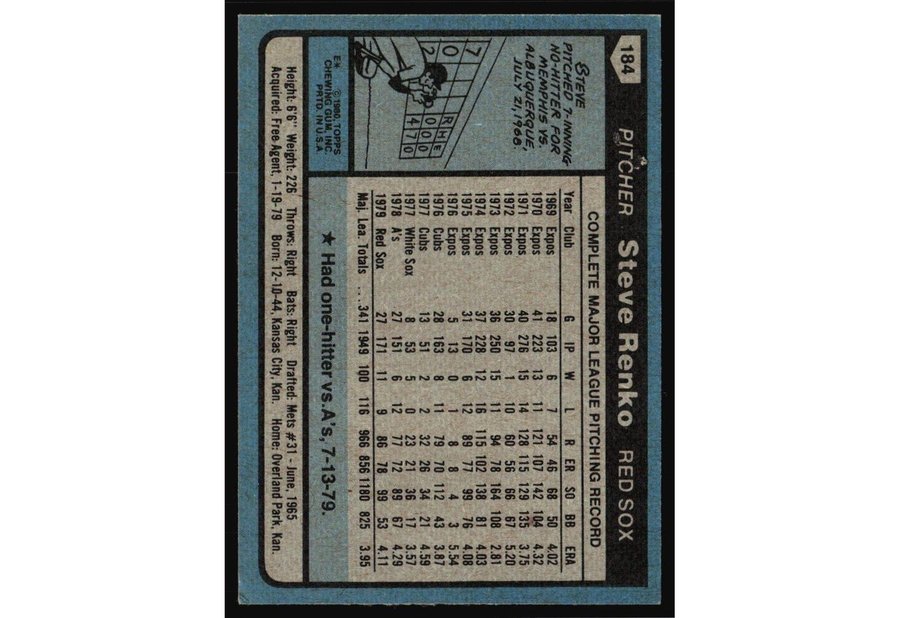 184 PITCHER Steve Renko RED SOX
STEVE
PITCHED 7-INNING
NO-HITTER FOR
MEMPHIS VS.
ALBUQUERQUE,
JULY 21, 1968.
7 R H E
0 0 0 0
2 4 7 0
E★ ©1980 TOPPS
CHEWING GUM, INC.
PRTD. IN U.S.A.
COMPLETE MAJOR LEAGUE PITCHING RECORD
Year Club G IP W L R ER SO BB ERA
1969 Expos 18 103 6 7 54 46 68 50 4.02
1970 Expos 41 223 13 11 121 107 142 104 4.32
1971 Expos 40 276 15 14 128 115 129 135 3.75
1972 Expos 30 97 1 10 60 56 66 67 5.20
1973 Expos 36 250 15 11 94 78 164 108 2.81
1974 Expos 37 228 12 16 115 102 138 81 4.03
1975 Expos 31 170 6 12 89 77 99 76 4.08
1976 Expos 5 13 0 1 8 8 4 3 5.54
1976 Cubs 28 163 8 11 79 70 112 43 3.87
1977 Cubs 13 51 2 2 32 26 34 21 4.59
1977 White Sox 8 53 5 0 23 21 36 17 3.57
1978 A's 27 151 6 12 77 72 89 67 4.29
1979 Red Sox 27 171 11 9 86 78 99 53 4.11
Maj. Lea. Totals ... 341 1949 100 116 966 856 1180 825 3.95
★ Had one-hitter vs. A's, 7-13-79.
Height: 6'6" Weight: 226 Throws: Right Bats: Right Drafted: Mets #31 - June, 1965
Acquired: Free Agent, 1-19-79 Born: 12-10-44, Kansas City, Kan. Home: Overland Park, Kan.